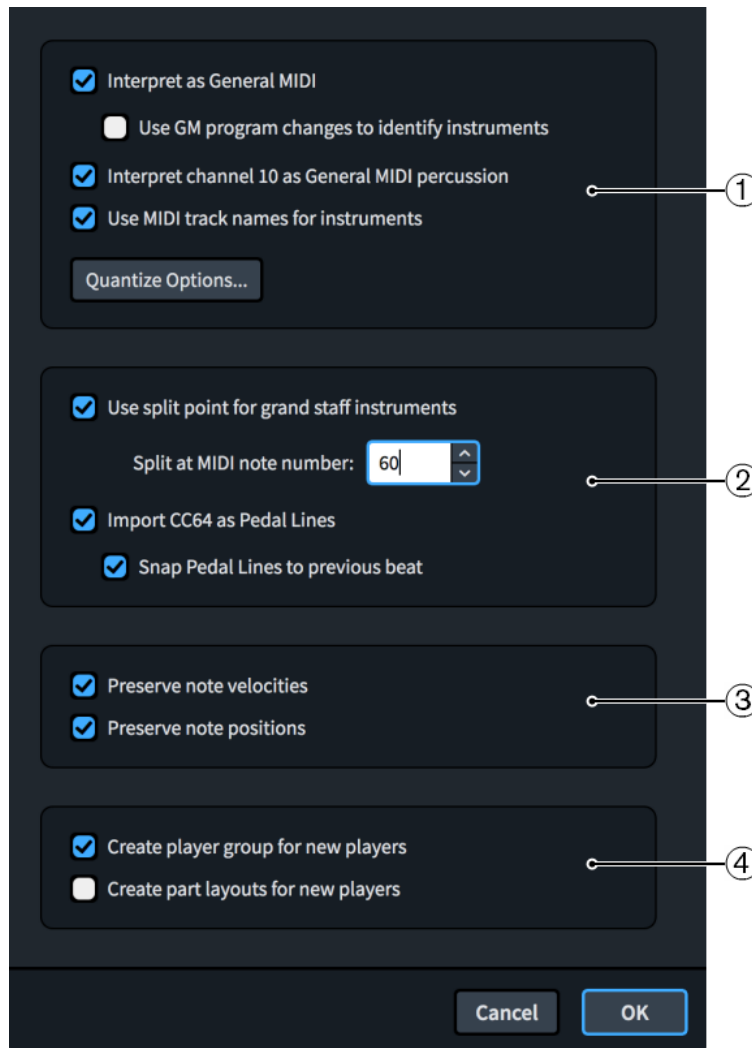 Interpret as General MIDI
Use GM program changes to identify instruments
Interpret channel 10 as General MIDI percussion
1
Use MIDI track names for instruments
Quantize Options...
Use split point for grand staff instruments
Split at MIDI note number: 60
2
Import CC64 as Pedal Lines
Snap Pedal Lines to previous beat
Preserve note velocities
3
Preserve note positions
Create player group for new players
4
Create part layouts for new players
Cancel OK